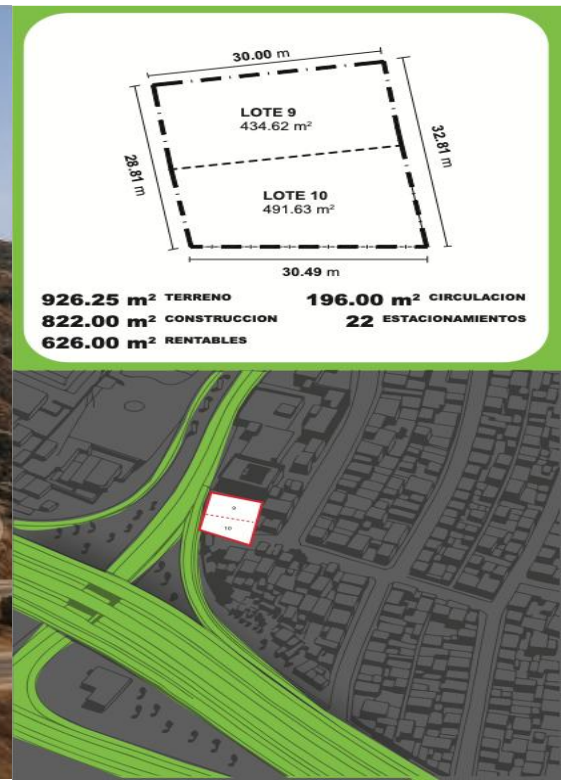 30.00 m
LOTE 9
434.62 m²
28.81 m
32.81 m
LOTE 10
491.63 m²
30.49 m
926.25 m² TERRENO
822.00 m² CONSTRUCCION
626.00 m² RENTABLES
196.00 m² CIRCULACION
22 ESTACIONAMIENTOS
9
10